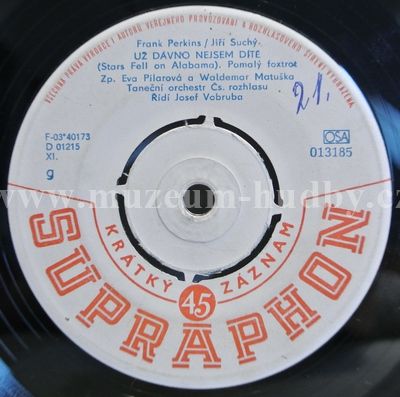 VŠECHNA PRÁVA VÝROBCE I AUTORŮ VEŘEJNÉHO PROVOZOVÁNÍ A ROZHLASOVÉHO ŠÍŘENÍ VYHRAZENA
Frank Perkins / Jiří Suchý
UŽ DÁVNO NEJSEM DÍTĚ
(Stars Fell on Alabama). Pomalý foxtrot
Zp. Eva Pilarová a Waldemar Matuška
Taneční orchestr Čs. rozhlasu
Řídí Josef Vobruba
21.
F-03*40173
D 01215
XI.
g
OSA
013185
www.muzeum-hudby.cz
KRÁTKÝ 45 ZÁZNAM
SUPRAPHON